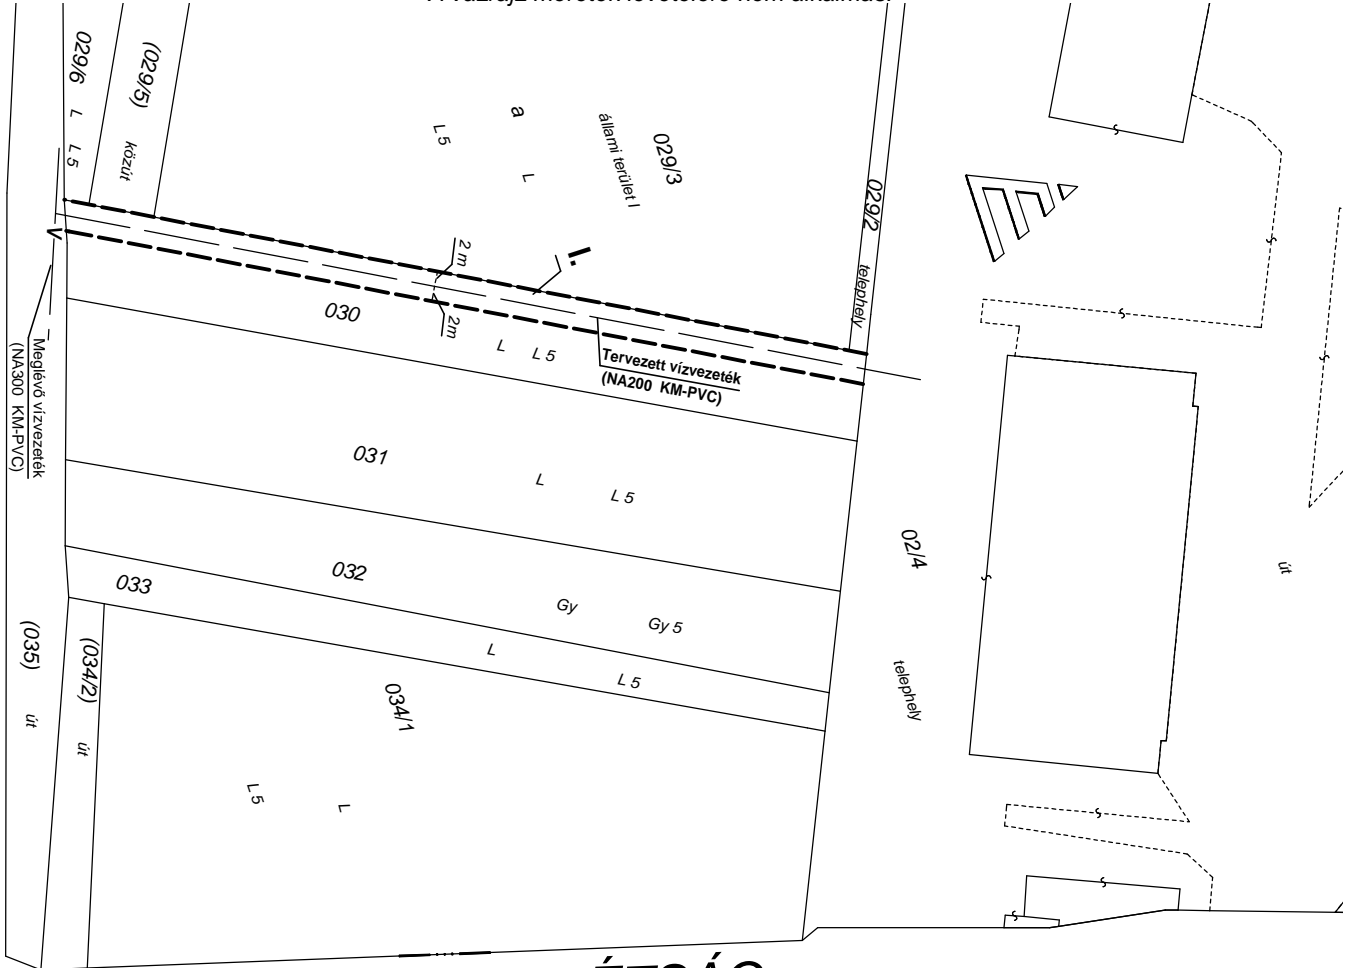 A vázrajz méretek levételére nem alkalmas.
029/6 L L 5
(029/5) közút
L 5
a
L
állami terület I
029/3
029/2 telephely
V
2 m
I.
030
2m
L L 5
Tervezett vízvezeték
(NA200 KM-PVC)
Meglévő vízvezeték
(NA300 KM-PVC)
031
L
L 5
02/4
telephely
út
032
033
Gy
Gy 5
L
L 5
(035) út
(034/2) út
034/1
L 5
L